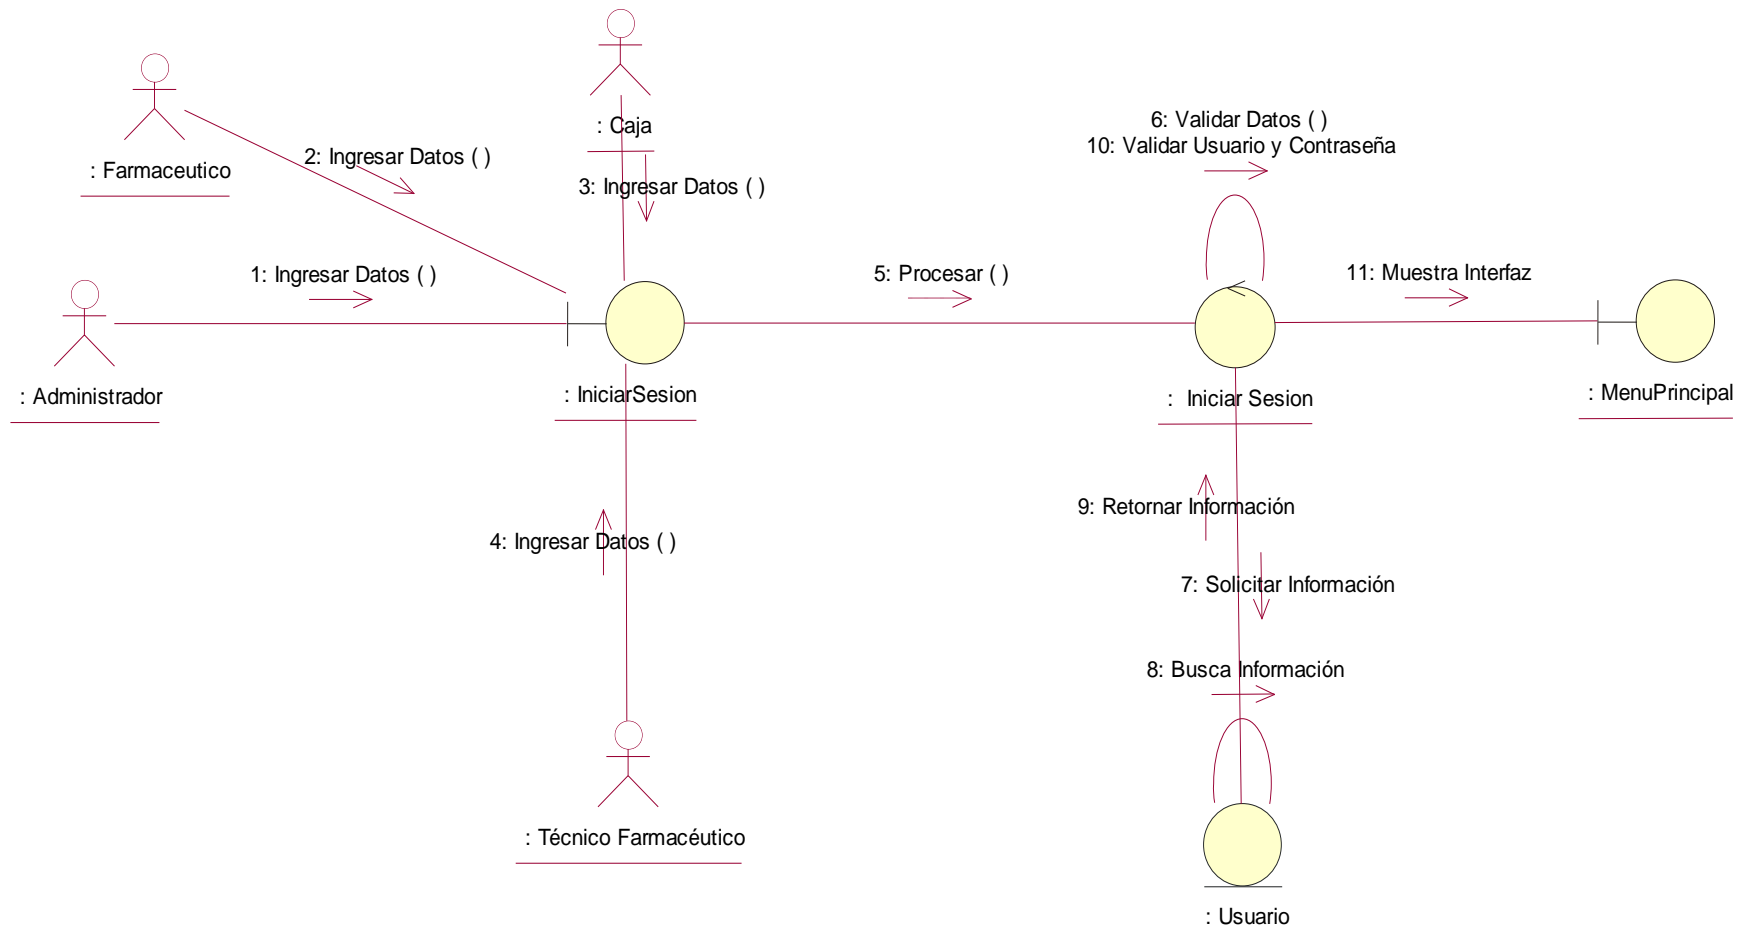 : Caja
6: Validar Datos ( )
10: Validar Usuario y Contraseña
2: Ingresar Datos ( )
: Farmaceutico
3: Ingresar Datos ( )
1: Ingresar Datos ( )
5: Procesar ( )
11: Muestra Interfaz
: Administrador
: IniciarSesion
: Iniciar Sesion
: MenuPrincipal
9: Retornar Información
4: Ingresar Datos ( )
7: Solicitar Información
8: Busca Información
: Técnico Farmacéutico
: Usuario